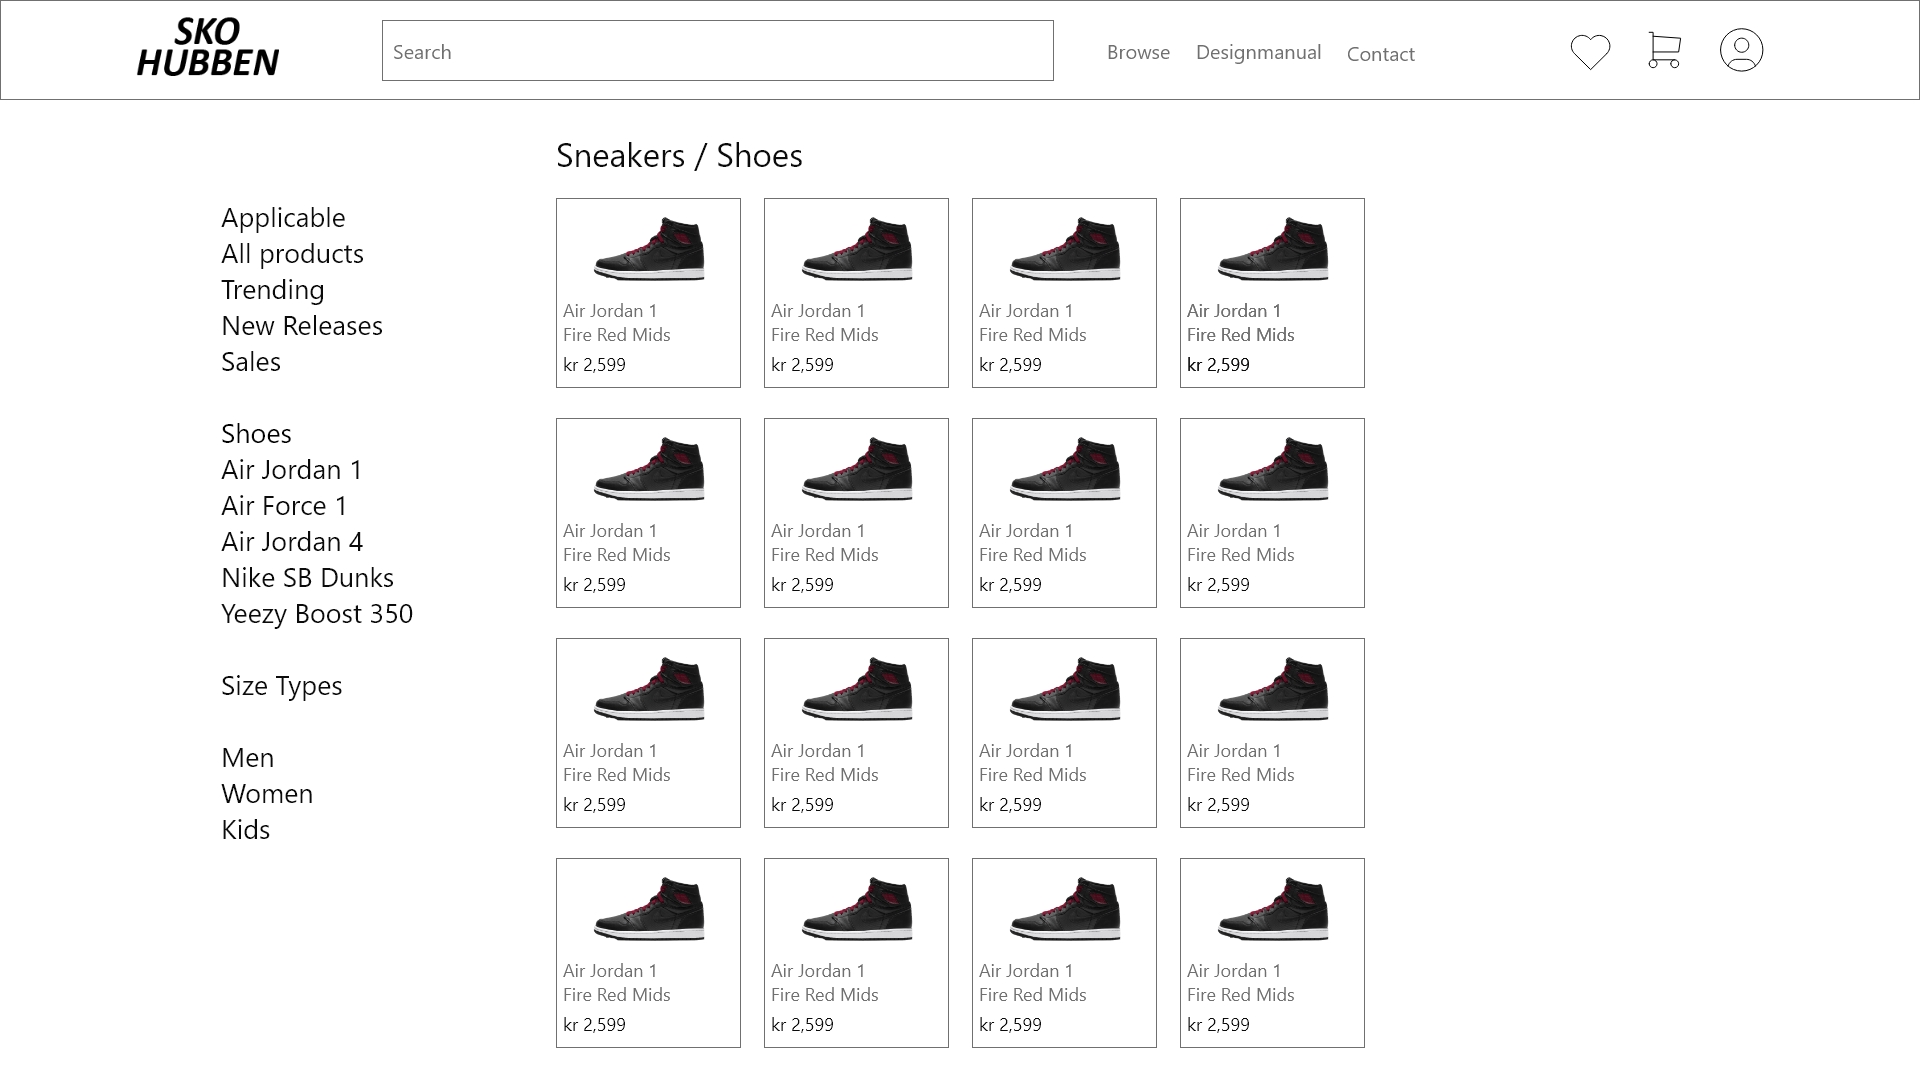 SKO
HUBBEN
Search
Browse
Designmanual
Contact
Sneakers / Shoes
Applicable
All products
Trending
New Releases
Sales
Shoes
Air Jordan 1
Air Force 1
Air Jordan 4
Nike SB Dunks
Yeezy Boost 350
Size Types
Men
Women
Kids
Air Jordan 1
Fire Red Mids
kr 2,599
Air Jordan 1
Fire Red Mids
kr 2,599
Air Jordan 1
Fire Red Mids
kr 2,599
Air Jordan 1
Fire Red Mids
kr 2,599
Air Jordan 1
Fire Red Mids
kr 2,599
Air Jordan 1
Fire Red Mids
kr 2,599
Air Jordan 1
Fire Red Mids
kr 2,599
Air Jordan 1
Fire Red Mids
kr 2,599
Air Jordan 1
Fire Red Mids
kr 2,599
Air Jordan 1
Fire Red Mids
kr 2,599
Air Jordan 1
Fire Red Mids
kr 2,599
Air Jordan 1
Fire Red Mids
kr 2,599
Air Jordan 1
Fire Red Mids
kr 2,599
Air Jordan 1
Fire Red Mids
kr 2,599
Air Jordan 1
Fire Red Mids
kr 2,599
Air Jordan 1
Fire Red Mids
kr 2,599